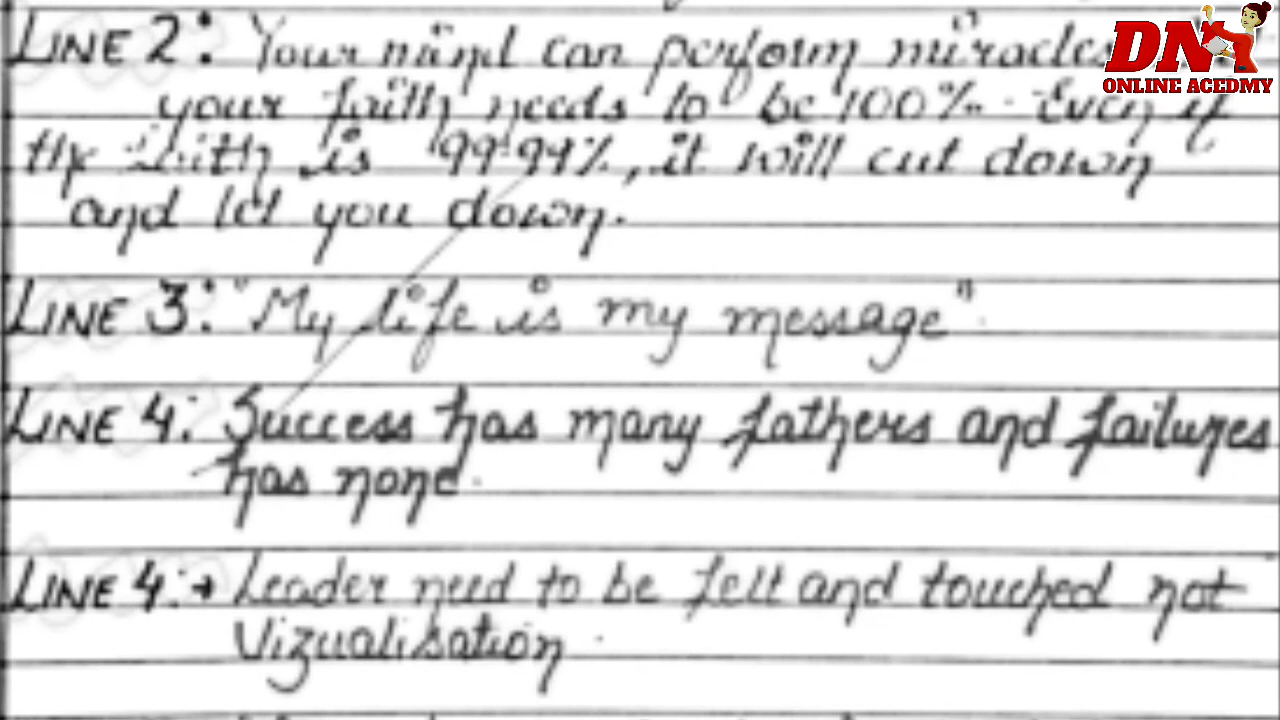 LINE 2: Your mind can perform miracles
your faith needs to be 100%. Even if
the faith is 99.99%, it will cut down
and let you down.
LINE 3: "My life is my message".
LINE 4: Success has many fathers and failures
has none.
LINE 4:→ Leader need to be felt and touched not
Vizualisation.
DNA
ONLINE ACEDMY